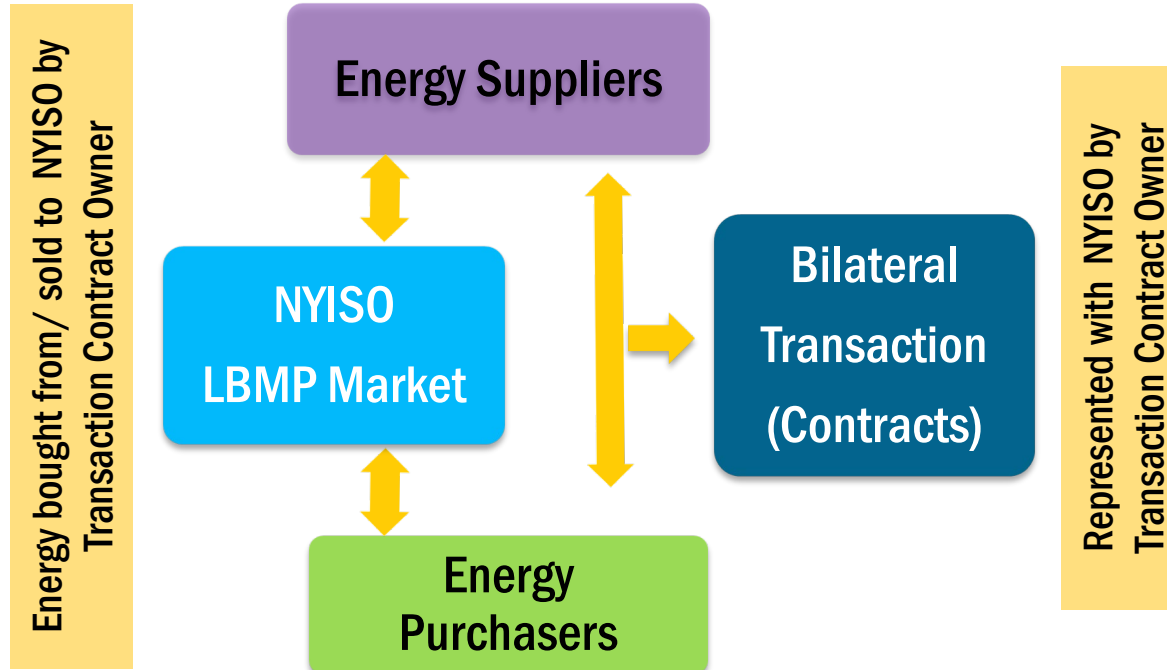 Energy bought from/ sold to NYISO by
Transaction Contract Owner
Energy Suppliers
NYISO
LBMP Market
Bilateral
Transaction
(Contracts)
Energy
Purchasers
Represented with NYISO by
Transaction Contract Owner